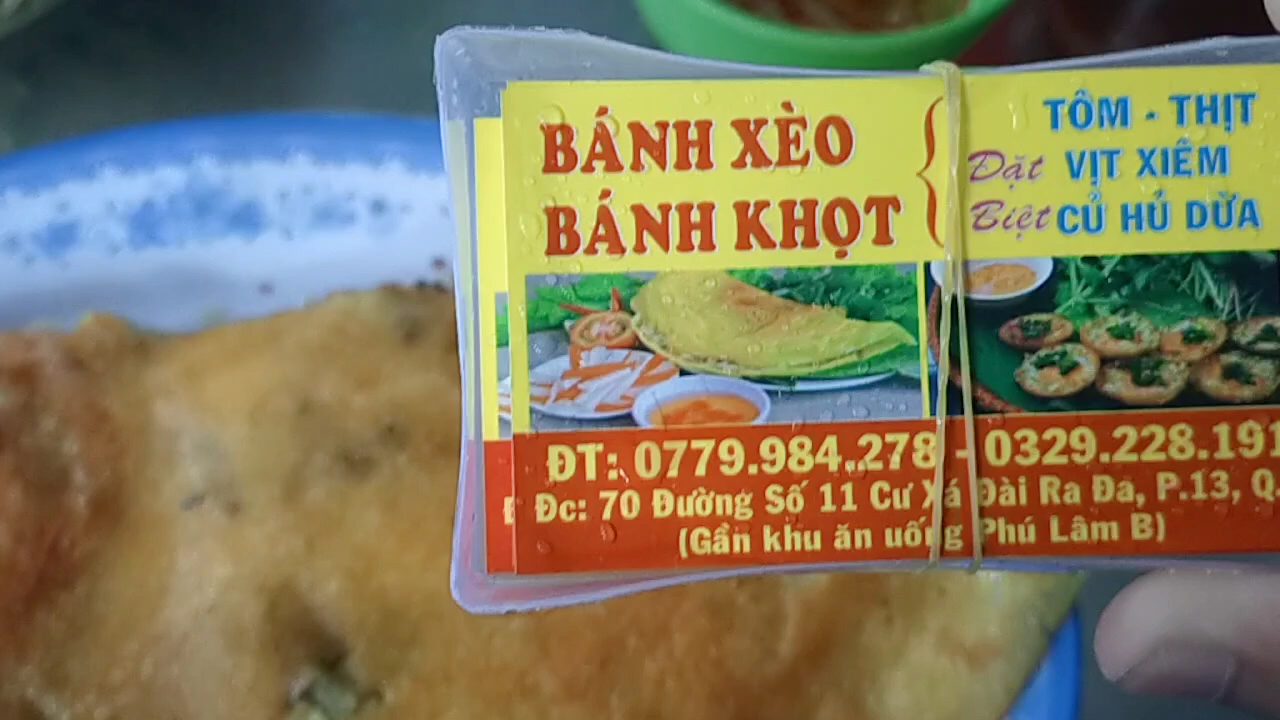 BÁNH XÈO
BÁNH KHỌT
TÔM - THỊT
Đặt VỊT XIÊM
Biệt CỦ HỦ DỪA
ĐT: 0779.984.278 - 0329.228.191
Đc: 70 Đường Số 11 Cư Xá Đài Ra Đa, P.13, Q.
(Gần khu ăn uống Phú Lâm B)